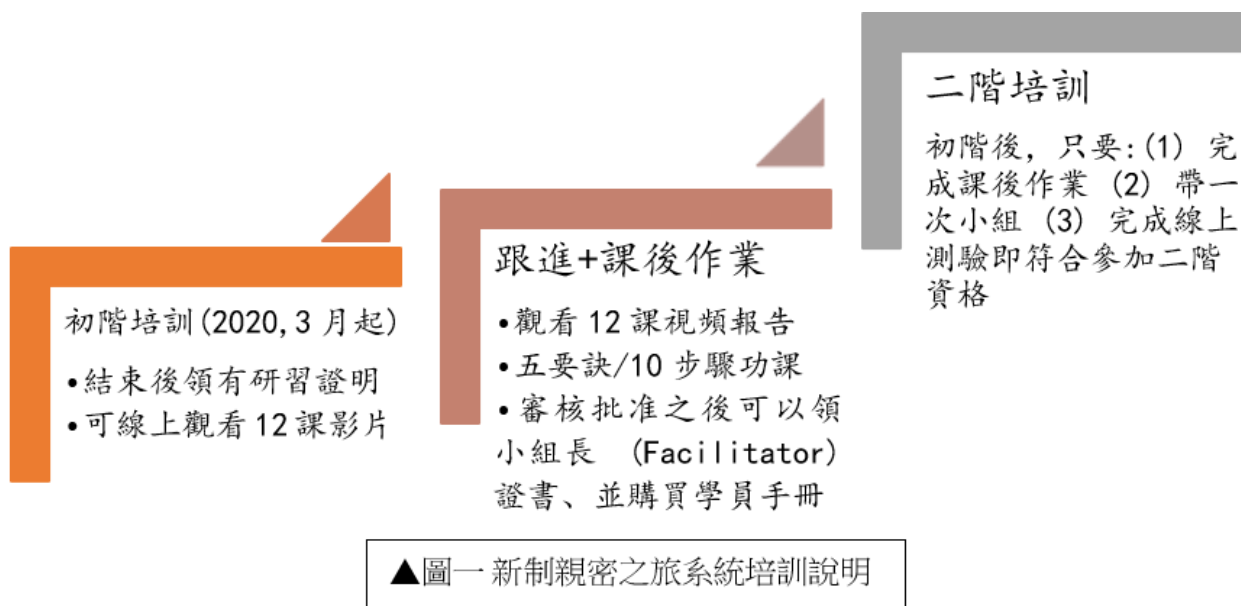 初階培訓(2020,3月起)
•結束後領有研習證明
•可線上觀看12課影片
跟進+課後作業
•觀看12課視頻報告
•五要訣/10步驟功課
•審核批准之後可以領
小組長 (Facilitator)
證書、並購買學員手冊
二階培訓
初階後, 只要:(1) 完
成課後作業 (2) 帶一
次小組 (3) 完成線上
測驗即符合參加二階
資格
▲圖一 新制親密之旅系統培訓說明